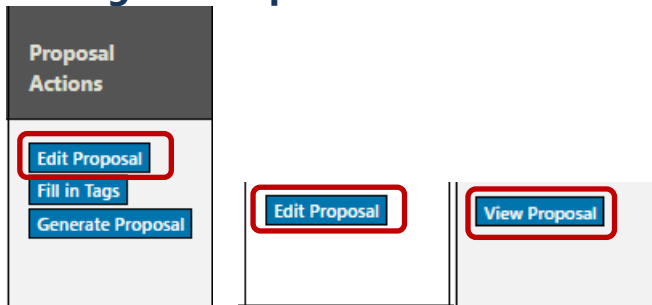 Proposal
Actions
Edit Proposal
Fill in Tags
Generate Proposal
Edit Proposal
View Proposal